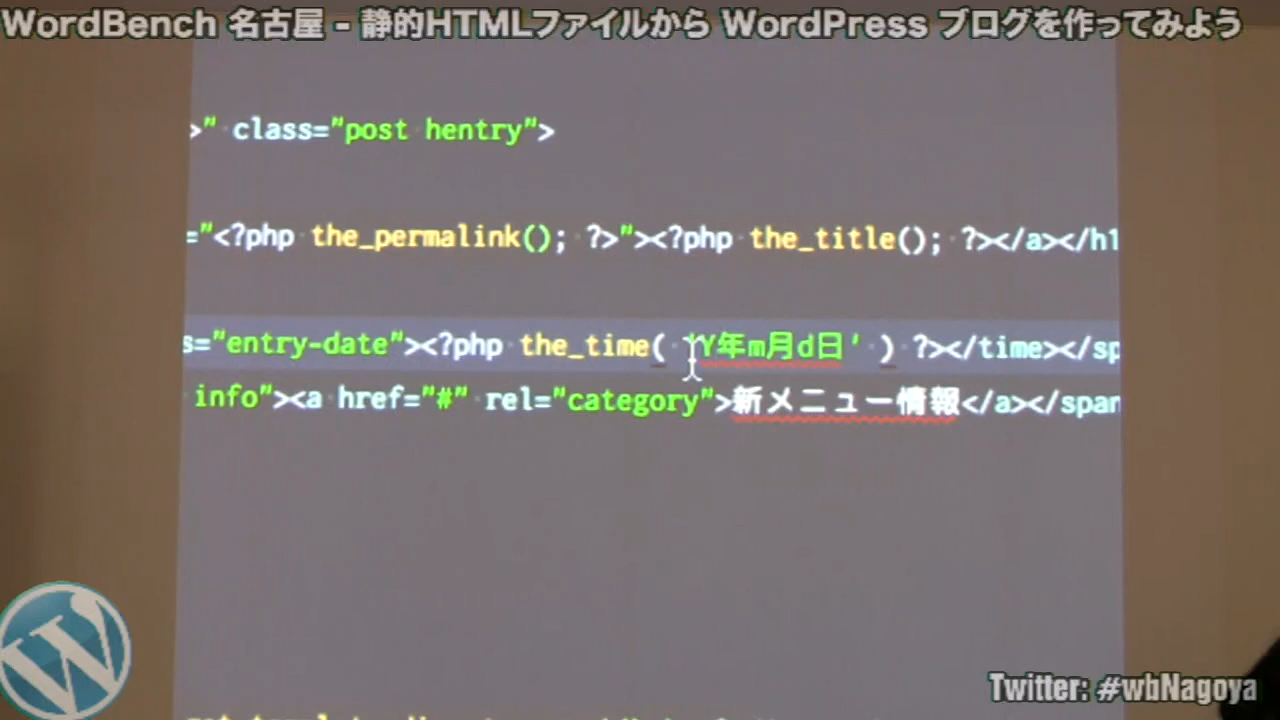 WordBench 名古屋 - 静的HTMLファイルから WordPress ブログを作ってみよう
>" class="post hentry">
="<?php the_permalink(); ?>"><?php the_title(); ?></a></h1
s="entry-date"><?php the_time( 'Y年m月d日' ) ?></time></sp
info"><a href="#" rel="category">新メニュー情報</a></span
Twitter: #wbNagoya